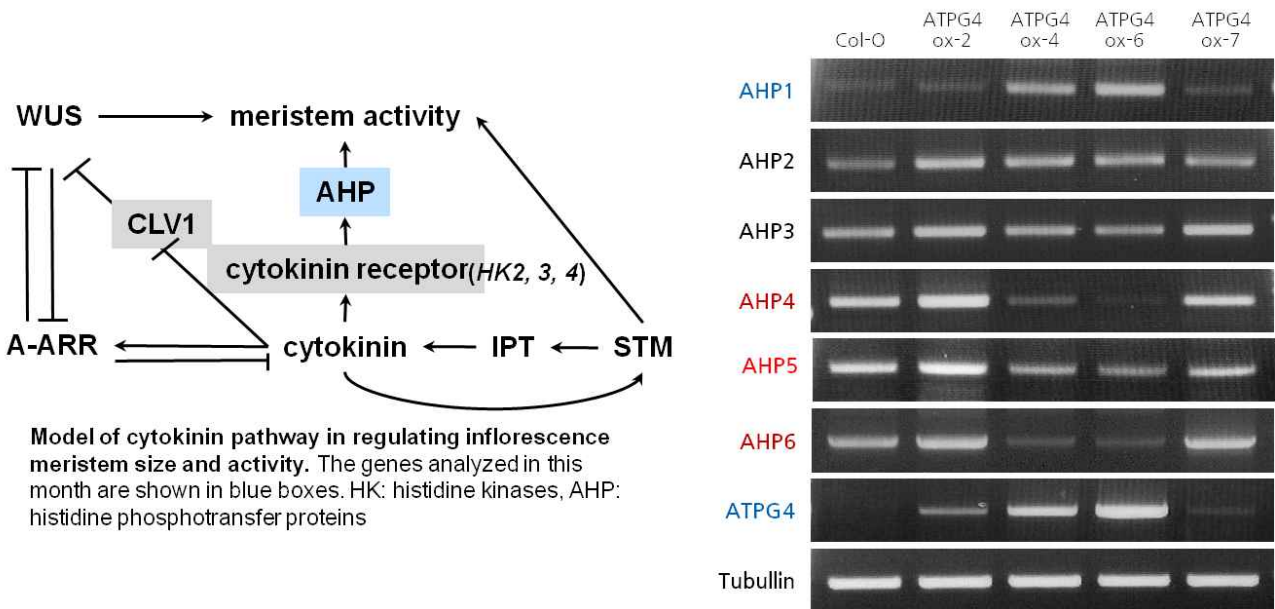 WUS
meristem activity
AHP
CLV1
cytokinin receptor(HK2, 3, 4)
A-ARR
cytokinin
IPT
STM
Model of cytokinin pathway in regulating inflorescence
meristem size and activity. The genes analyzed in this
month are shown in blue boxes. HK: histidine kinases, AHP:
histidine phosphotransfer proteins
Col-O
ATPG4
ox-2
ATPG4
ox-4
ATPG4
ox-6
ATPG4
ox-7
AHP1
AHP2
AHP3
AHP4
AHP5
AHP6
ATPG4
Tubullin